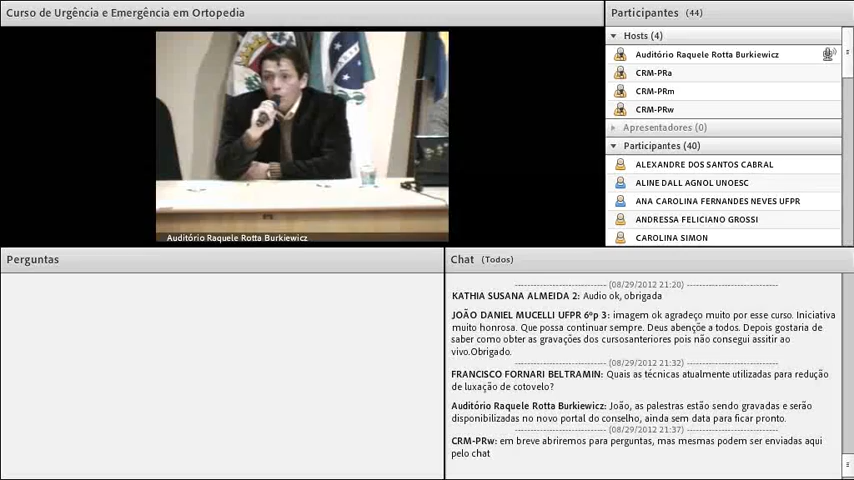 Curso de Urgência e Emergência em Ortopedia
Auditório Raquele Rotta Burkiewicz
Participantes (44)
Hosts (4)
Auditório Raquele Rotta Burkiewicz
CRM-PRa
CRM-PRm
CRM-PRw
Apresentadores (0)
Participantes (40)
ALEXANDRE DOS SANTOS CABRAL
ALINE DALL AGNOL UNOESC
ANA CAROLINA FERNANDES NEVES UFPR
ANDRESSA FELICIANO GROSSI
CAROLINA SIMON
Perguntas
Chat (Todos)
------------------- (08/29/2012 21:20) -------------------
KATHIA SUSANA ALMEIDA 2: Audio ok, obrigada
JOÃO DANIEL MUCELLI UFPR 6ºp 3: imagem ok agradeço muito por esse curso. Iniciativa
muito honrosa. Que possa continuar sempre. Deus abençõe a todos. Depois gostaria de
saber como obter as gravações dos cursosanteriores pois não consegui assitir ao
vivo.Obrigado.
------------------- (08/29/2012 21:32) -------------------
FRANCISCO FORNARI BELTRAMIN: Quais as técnicas atualmente utilizadas para redução
de luxação de cotovelo?
Auditório Raquele Rotta Burkiewicz: João, as palestras estão sendo gravadas e serão
disponibilizadas no novo portal do conselho, ainda sem data para ficar pronto.
------------------- (08/29/2012 21:37) -------------------
CRM-PRw: em breve abriremos para perguntas, mas mesmas podem ser enviadas aqui
pelo chat